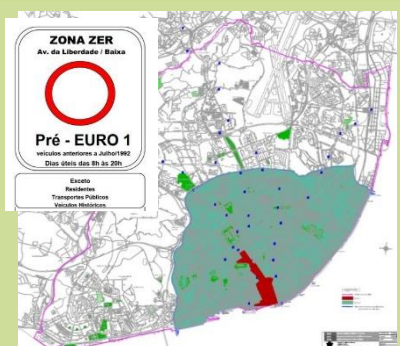 ZONA ZER
Av. da Liberdade / Baixa
Pré - EURO 1
veículos anteriores a Julho/1992
Dias úteis das 8h às 20h
Exceto
Residentes
Transportes Públicos
Veículos Históricos